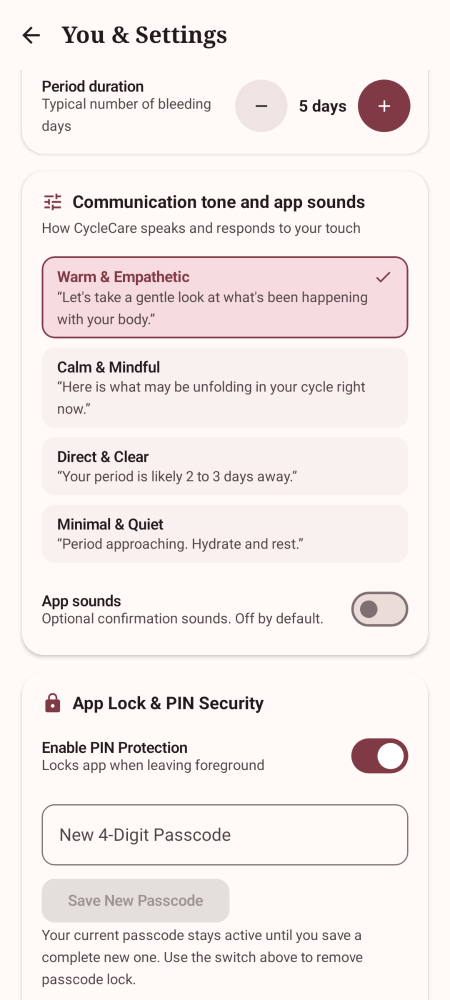 You & Settings
Period duration
Typical number of bleeding
days
5 days
Communication tone and app sounds
How CycleCare speaks and responds to your touch
Warm & Empathetic
“Let's take a gentle look at what's been happening
with your body.”
Calm & Mindful
“Here is what may be unfolding in your cycle right
now.”
Direct & Clear
“Your period is likely 2 to 3 days away.”
Minimal & Quiet
“Period approaching. Hydrate and rest.”
App sounds
Optional confirmation sounds. Off by default.
App Lock & PIN Security
Enable PIN Protection
Locks app when leaving foreground
New 4-Digit Passcode
Save New Passcode
Your current passcode stays active until you save a
complete new one. Use the switch above to remove
passcode lock.